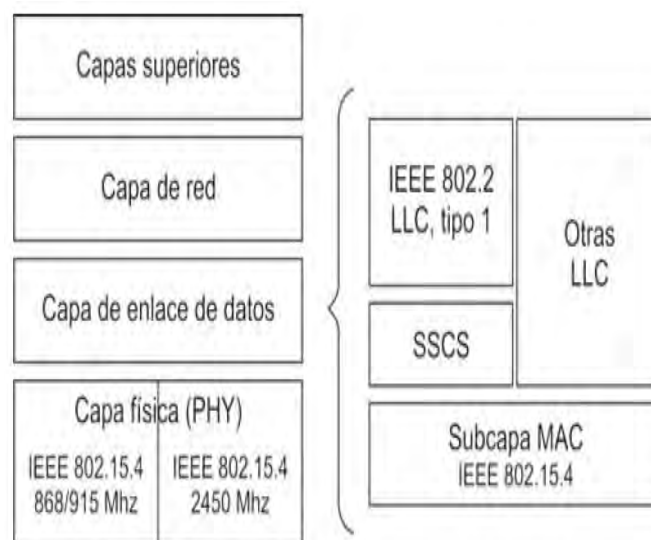 Capas superiores
Capa de red
Capa de enlace de datos
Capa física (PHY)
IEEE 802.15.4
868/915 Mhz
IEEE 802.15.4
2450 Mhz
IEEE 802.2
LLC, tipo 1
SSCS
Otras
LLC
Subcapa MAC
IEEE 802.15.4